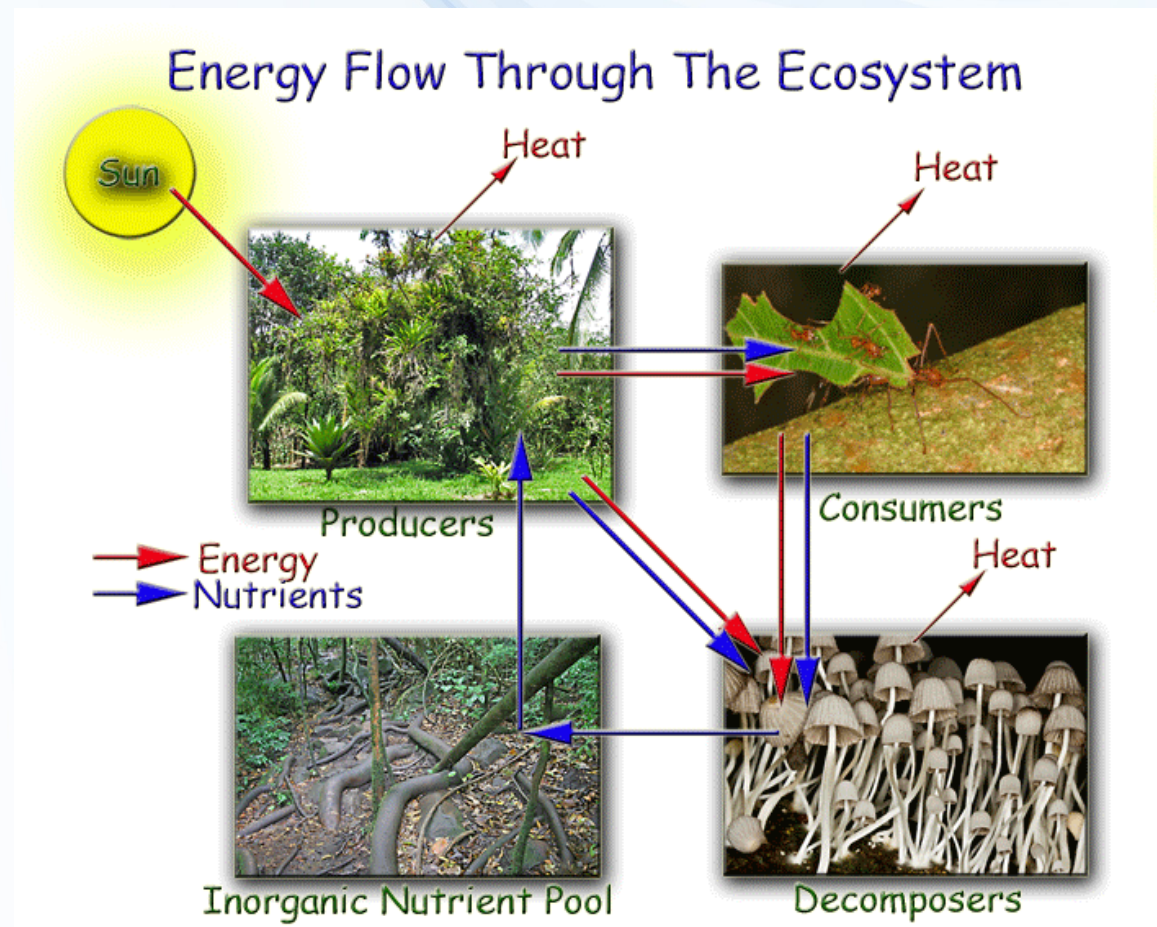 Energy Flow Through The Ecosystem
Sun
Heat
Heat
Producers
Consumers
Energy
Nutrients
Heat
Inorganic Nutrient Pool
Decomposers